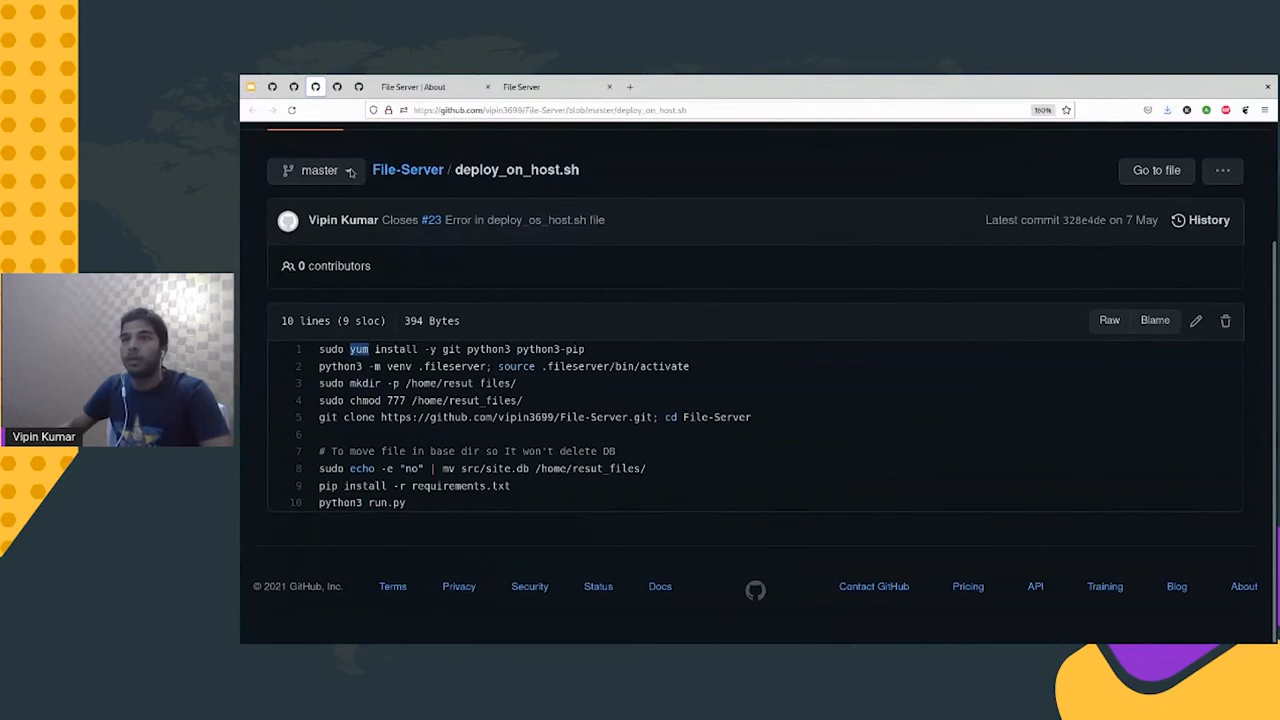 File Server | About
File Server
https://github.com/vipin3699/File-Server/blob/master/deploy_on_host.sh
160%
master
File-Server / deploy_on_host.sh
Go to file
...
Vipin Kumar Closes #23 Error in deploy_os_host.sh file
Latest commit 328e4de on 7 May
History
0 contributors
10 lines (9 sloc)
394 Bytes
Raw
Blame
1 sudo yum install -y git python3 python3-pip
2 python3 -m venv .fileserver; source .fileserver/bin/activate
3 sudo mkdir -p /home/resut files/
4 sudo chmod 777 /home/resut_files/
5 git clone https://github.com/vipin3699/File-Server.git; cd File-Server
6
7 # To move file in base dir so It won't delete DB
8 sudo echo -e "no" | mv src/site.db /home/resut_files/
9 pip install -r requirements.txt
10 python3 run.py
Vipin Kumar
© 2021 GitHub, Inc.
Terms
Privacy
Security
Status
Docs
Contact GitHub
Pricing
API
Training
Blog
About